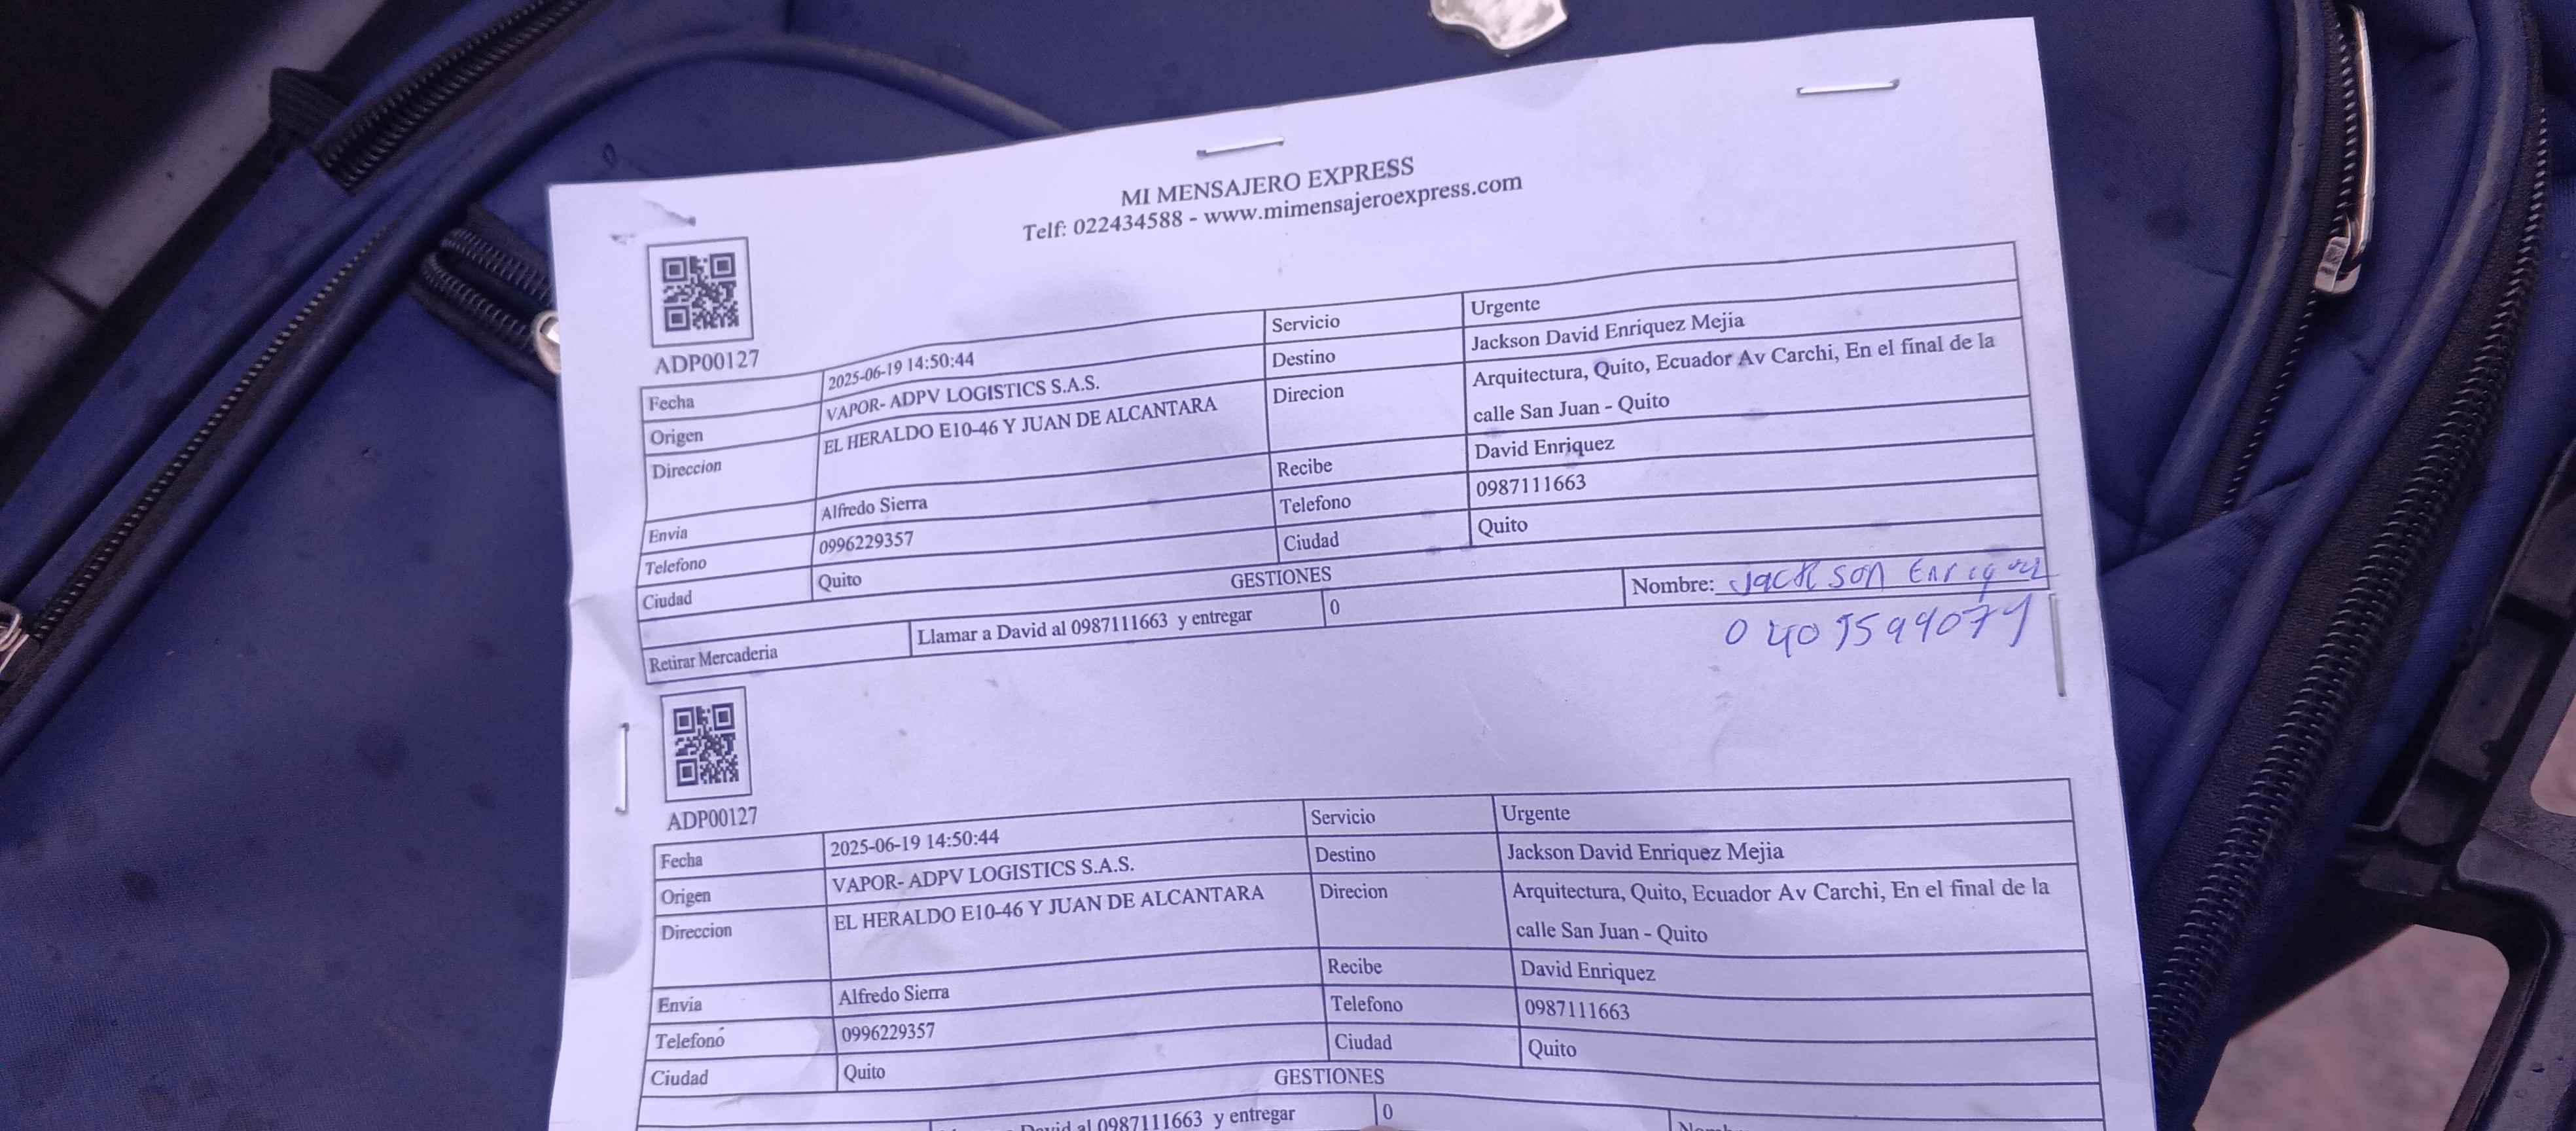 MI MENSAJERO EXPRESS
Telf: 022434588 - www.mimensajeroexpress.com
ADP00127
Fecha 2025-06-19 14:50:44 Servicio Urgente
Origen VAPOR- ADPV LOGISTICS S.A.S. Destino Jackson David Enriquez Mejia
Direccion EL HERALDO E10-46 Y JUAN DE ALCANTARA Direcion Arquitectura, Quito, Ecuador Av Carchi, En el final de la
calle San Juan - Quito
Envia Alfredo Sierra Recibe David Enriquez
Telefono 0996229357 Telefono 0987111663
Ciudad Quito Ciudad Quito
GESTIONES
Retirar Mercaderia Llamar a David al 0987111663 y entregar 0 Nombre: Jackson Enriquez
ADP00127
Fecha 2025-06-19 14:50:44 Servicio Urgente
Origen VAPOR- ADPV LOGISTICS S.A.S. Destino Jackson David Enriquez Mejia
Direccion EL HERALDO E10-46 Y JUAN DE ALCANTARA Direcion Arquitectura, Quito, Ecuador Av Carchi, En el final de la
calle San Juan - Quito
Envia Alfredo Sierra Recibe David Enriquez
Telefono 0996229357 Telefono 0987111663
Ciudad Quito Ciudad Quito
GESTIONES
David al 0987111663 y entregar 0